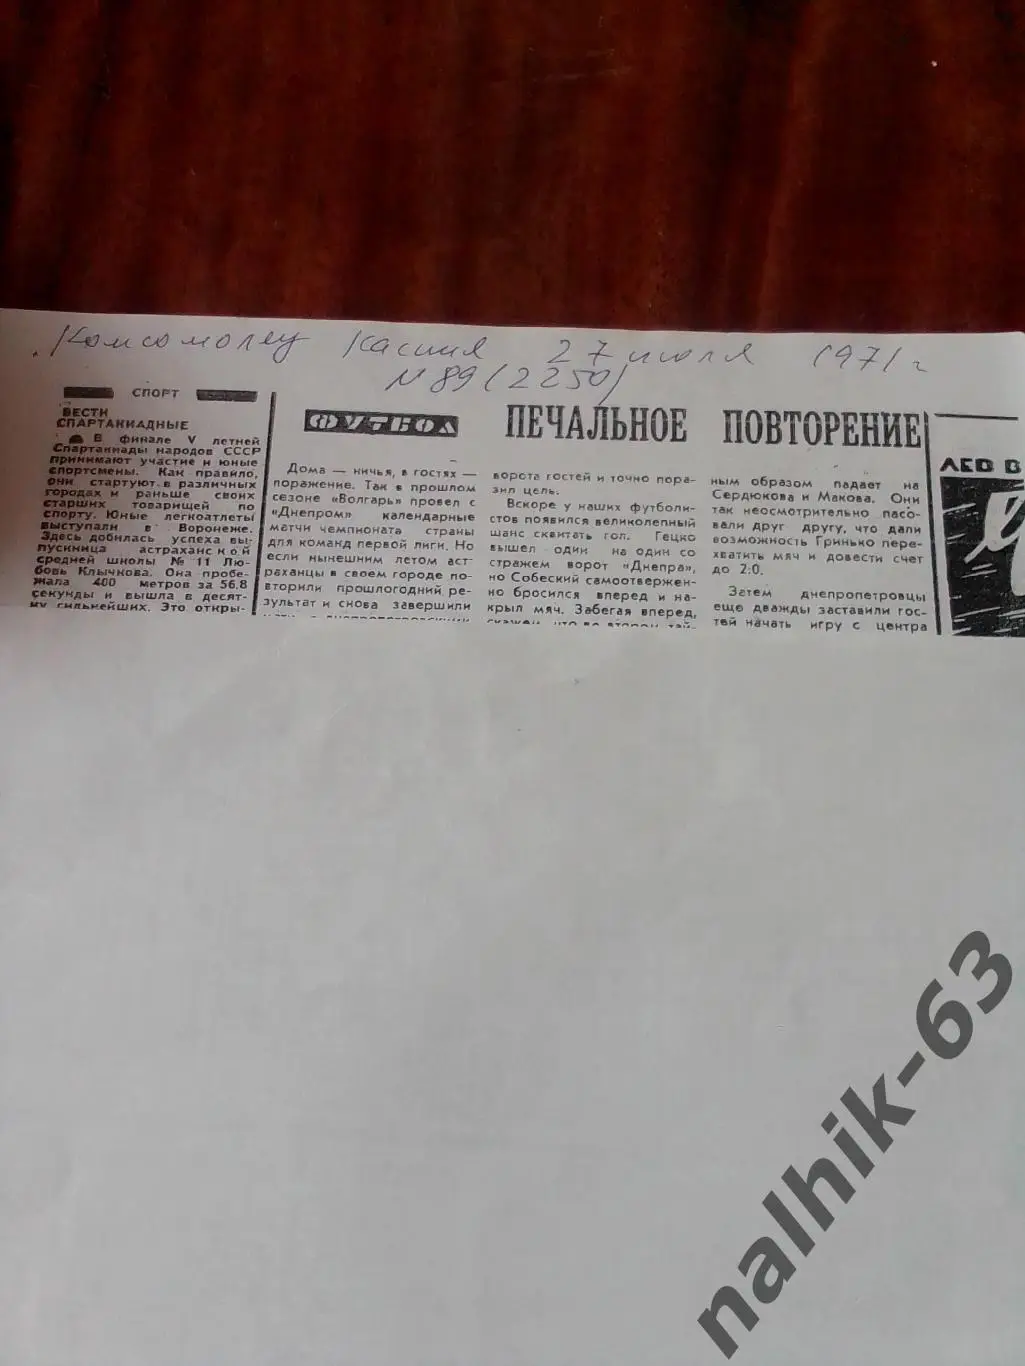 Комсомолец Каспия 27 июля 1971 г
N 89 (2250)
СПОРТ
ВЕСТИ
СПАРТАКИАДНЫЕ
В финале V летней
Спартакиады народов СССР
принимают участие и юные
спортсмены. Как правило,
они стартуют в различных
городах и раньше своих
старших товарищей по
спорту. Юные легкоатлеты
выступали в Воронеже.
Здесь добилась успеха вы-
пускница астраханской
средней школы № 11 Лю-
бовь Клычкова. Она пробе-
жала 400 метров за 56,8
секунды и вышла в десят-
ку сильнейших. Это откры-
ФУТБОЛ
ПЕЧАЛЬНОЕ ПОВТОРЕНИЕ
Дома — ничья, в гостях —
поражение. Так в прошлом
сезоне «Волгарь» провел с
«Днепром» календарные
матчи чемпионата страны
для команд первой лиги. Но
если нынешним летом аст-
раханцы в своем городе по-
вторили прошлогодний ре-
зультат и снова завершили
ворота гостей и точно пора-
зил цель.
Вскоре у наших футболи-
стов появился великолепный
шанс сквитать гол. Гецко
вышел один на один со
стражем ворот «Днепра»,
но Собеский самоотвержен-
но бросился вперед и на-
крыл мяч. Забегая вперед,
скажем, что во втором тай-
ным образом падает на
Сердюкова и Макова. Они
так неосмотрительно пасо-
вали друг другу, что дали
возможность Гринько пере-
хватить мяч и довести счет
до 2:0.
Затем днепропетровцы
еще дважды заставили гос-
тей начать игру с центра
ЛЕВ В
nalhik-63